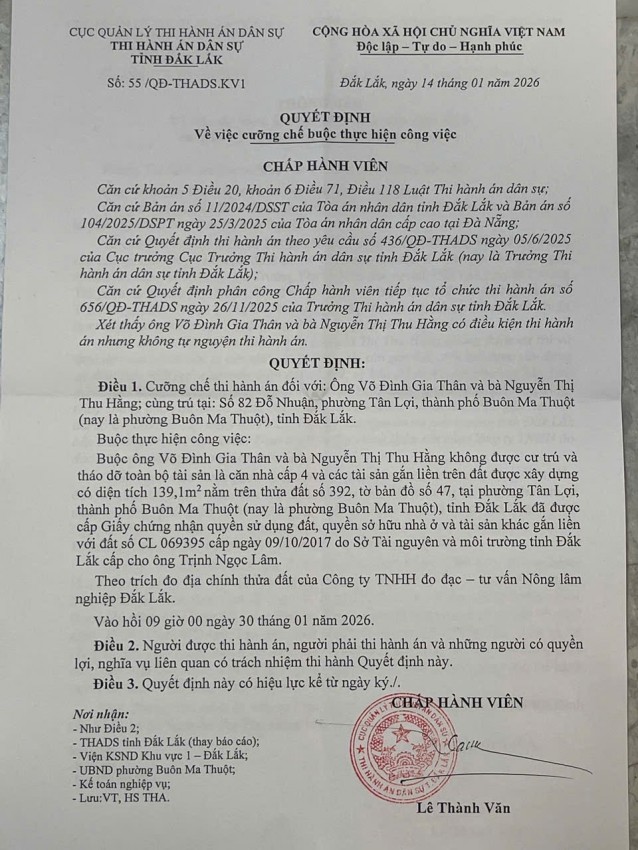 CỤC QUẢN LÝ THI HÀNH ÁN DÂN SỰ
THI HÀNH ÁN DÂN SỰ
TỈNH ĐẮK LẮK
Số: 55 /QĐ-THADS.KV1
CỘNG HÒA XÃ HỘI CHỦ NGHĨA VIỆT NAM
Độc lập – Tự do – Hạnh phúc
Đắk Lắk, ngày 14 tháng 01 năm 2026
QUYẾT ĐỊNH
Về việc cưỡng chế buộc thực hiện công việc
CHẤP HÀNH VIÊN
Căn cứ khoản 5 Điều 20, khoản 6 Điều 71, Điều 118 Luật Thi hành án dân sự;
Căn cứ Bản án số 11/2024/DSST của Tòa án nhân dân tỉnh Đắk Lắk và Bản án số
104/2025/DSPT ngày 25/3/2025 của Tòa án nhân dân cấp cao tại Đà Nẵng;
Căn cứ Quyết định thi hành án theo yêu cầu số 436/QĐ-THADS ngày 05/6/2025
của Cục trưởng Cục Trưởng Thi hành án dân sự tỉnh Đắk Lắk (nay là Trưởng Thi
hành án dân sự tỉnh Đắk Lắk);
Căn cứ Quyết định phân công Chấp hành viên tiếp tục tổ chức thi hành án số
656/QĐ-THADS ngày 26/11/2025 của Trưởng Thi hành án dân sự tỉnh Đắk Lắk.
Xét thấy ông Võ Đình Gia Thân và bà Nguyễn Thị Thu Hằng có điều kiện thi hành
án nhưng không tự nguyện thi hành án.
QUYẾT ĐỊNH:
Điều 1. Cưỡng chế thi hành án đối với: Ông Võ Đình Gia Thân và bà Nguyễn Thị
Thu Hằng; cùng trú tại: Số 82 Đỗ Nhuận, phường Tân Lợi, thành phố Buôn Ma Thuột
(nay là phường Buôn Ma Thuột), tỉnh Đắk Lắk.
Buộc thực hiện công việc:
Buộc ông Võ Đình Gia Thân và bà Nguyễn Thị Thu Hằng không được cư trú và
tháo dỡ toàn bộ tài sản là căn nhà cấp 4 và các tài sản gắn liền trên đất được xây dựng
có diện tích 139,1m² nằm trên thửa đất số 392, tờ bản đồ số 47, tại phường Tân Lợi,
thành phố Buôn Ma Thuột (nay là phường Buôn Ma Thuột), tỉnh Đắk Lắk đã được
cấp Giấy chứng nhận quyền sử dụng đất, quyền sở hữu nhà ở và tài sản khác gắn liền
với đất số CL 069395 cấp ngày 09/10/2017 do Sở Tài nguyên và môi trường tỉnh Đắk
Lắk cấp cho ông Trịnh Ngọc Lâm.
Theo trích đo địa chính thửa đất của Công ty TNHH đo đạc – tư vấn Nông lâm
nghiệp Đắk Lắk.
Vào hồi 09 giờ 00 ngày 30 tháng 01 năm 2026.
Điều 2. Người được thi hành án, người phải thi hành án và những người có quyền
lợi, nghĩa vụ liên quan có trách nhiệm thi hành Quyết định này.
Điều 3. Quyết định này có hiệu lực kể từ ngày ký./.
Nơi nhận:
- Như Điều 2;
- THADS tỉnh Đắk Lắk (thay báo cáo);
- Viện KSND Khu vực 1 – Đắk Lắk;
- UBND phường Buôn Ma Thuột;
- Kế toán nghiệp vụ;
- Lưu:VT, HS THA.
CHẤP HÀNH VIÊN
CỤC QUẢN LÝ THI HÀNH ÁN DÂN SỰ
THI HÀNH ÁN DÂN SỰ
Lê Thành Văn